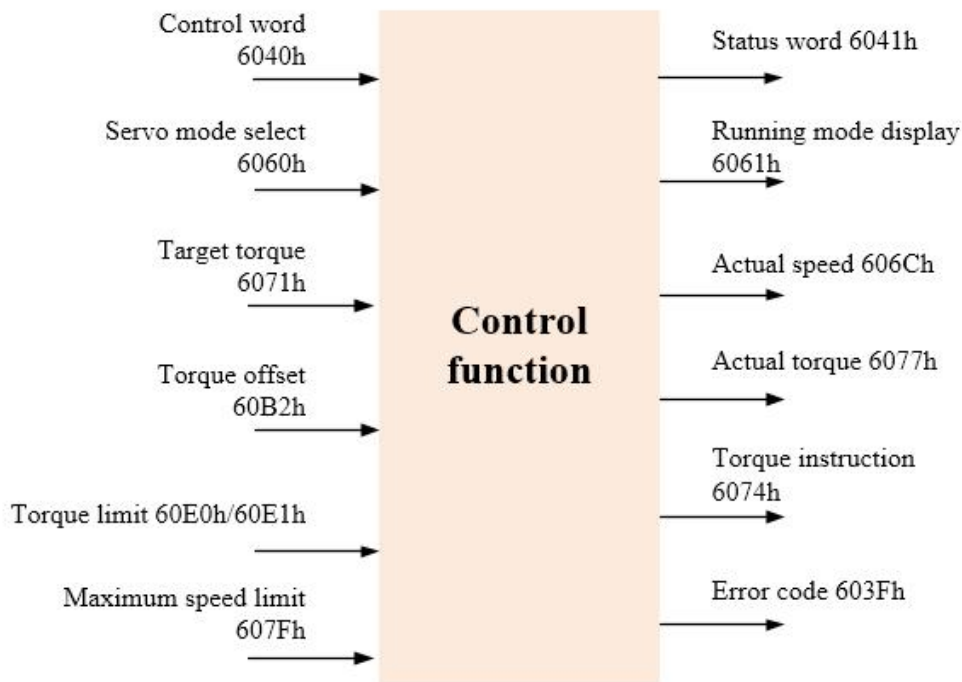 Control word
6040h
Servo mode select
6060h
Target torque
6071h
Torque offset
60B2h
Torque limit 60E0h/60E1h
Maximum speed limit
607Fh
Control
function
Status word 6041h
Running mode display
6061h
Actual speed 606Ch
Actual torque 6077h
Torque instruction
6074h
Error code 603Fh